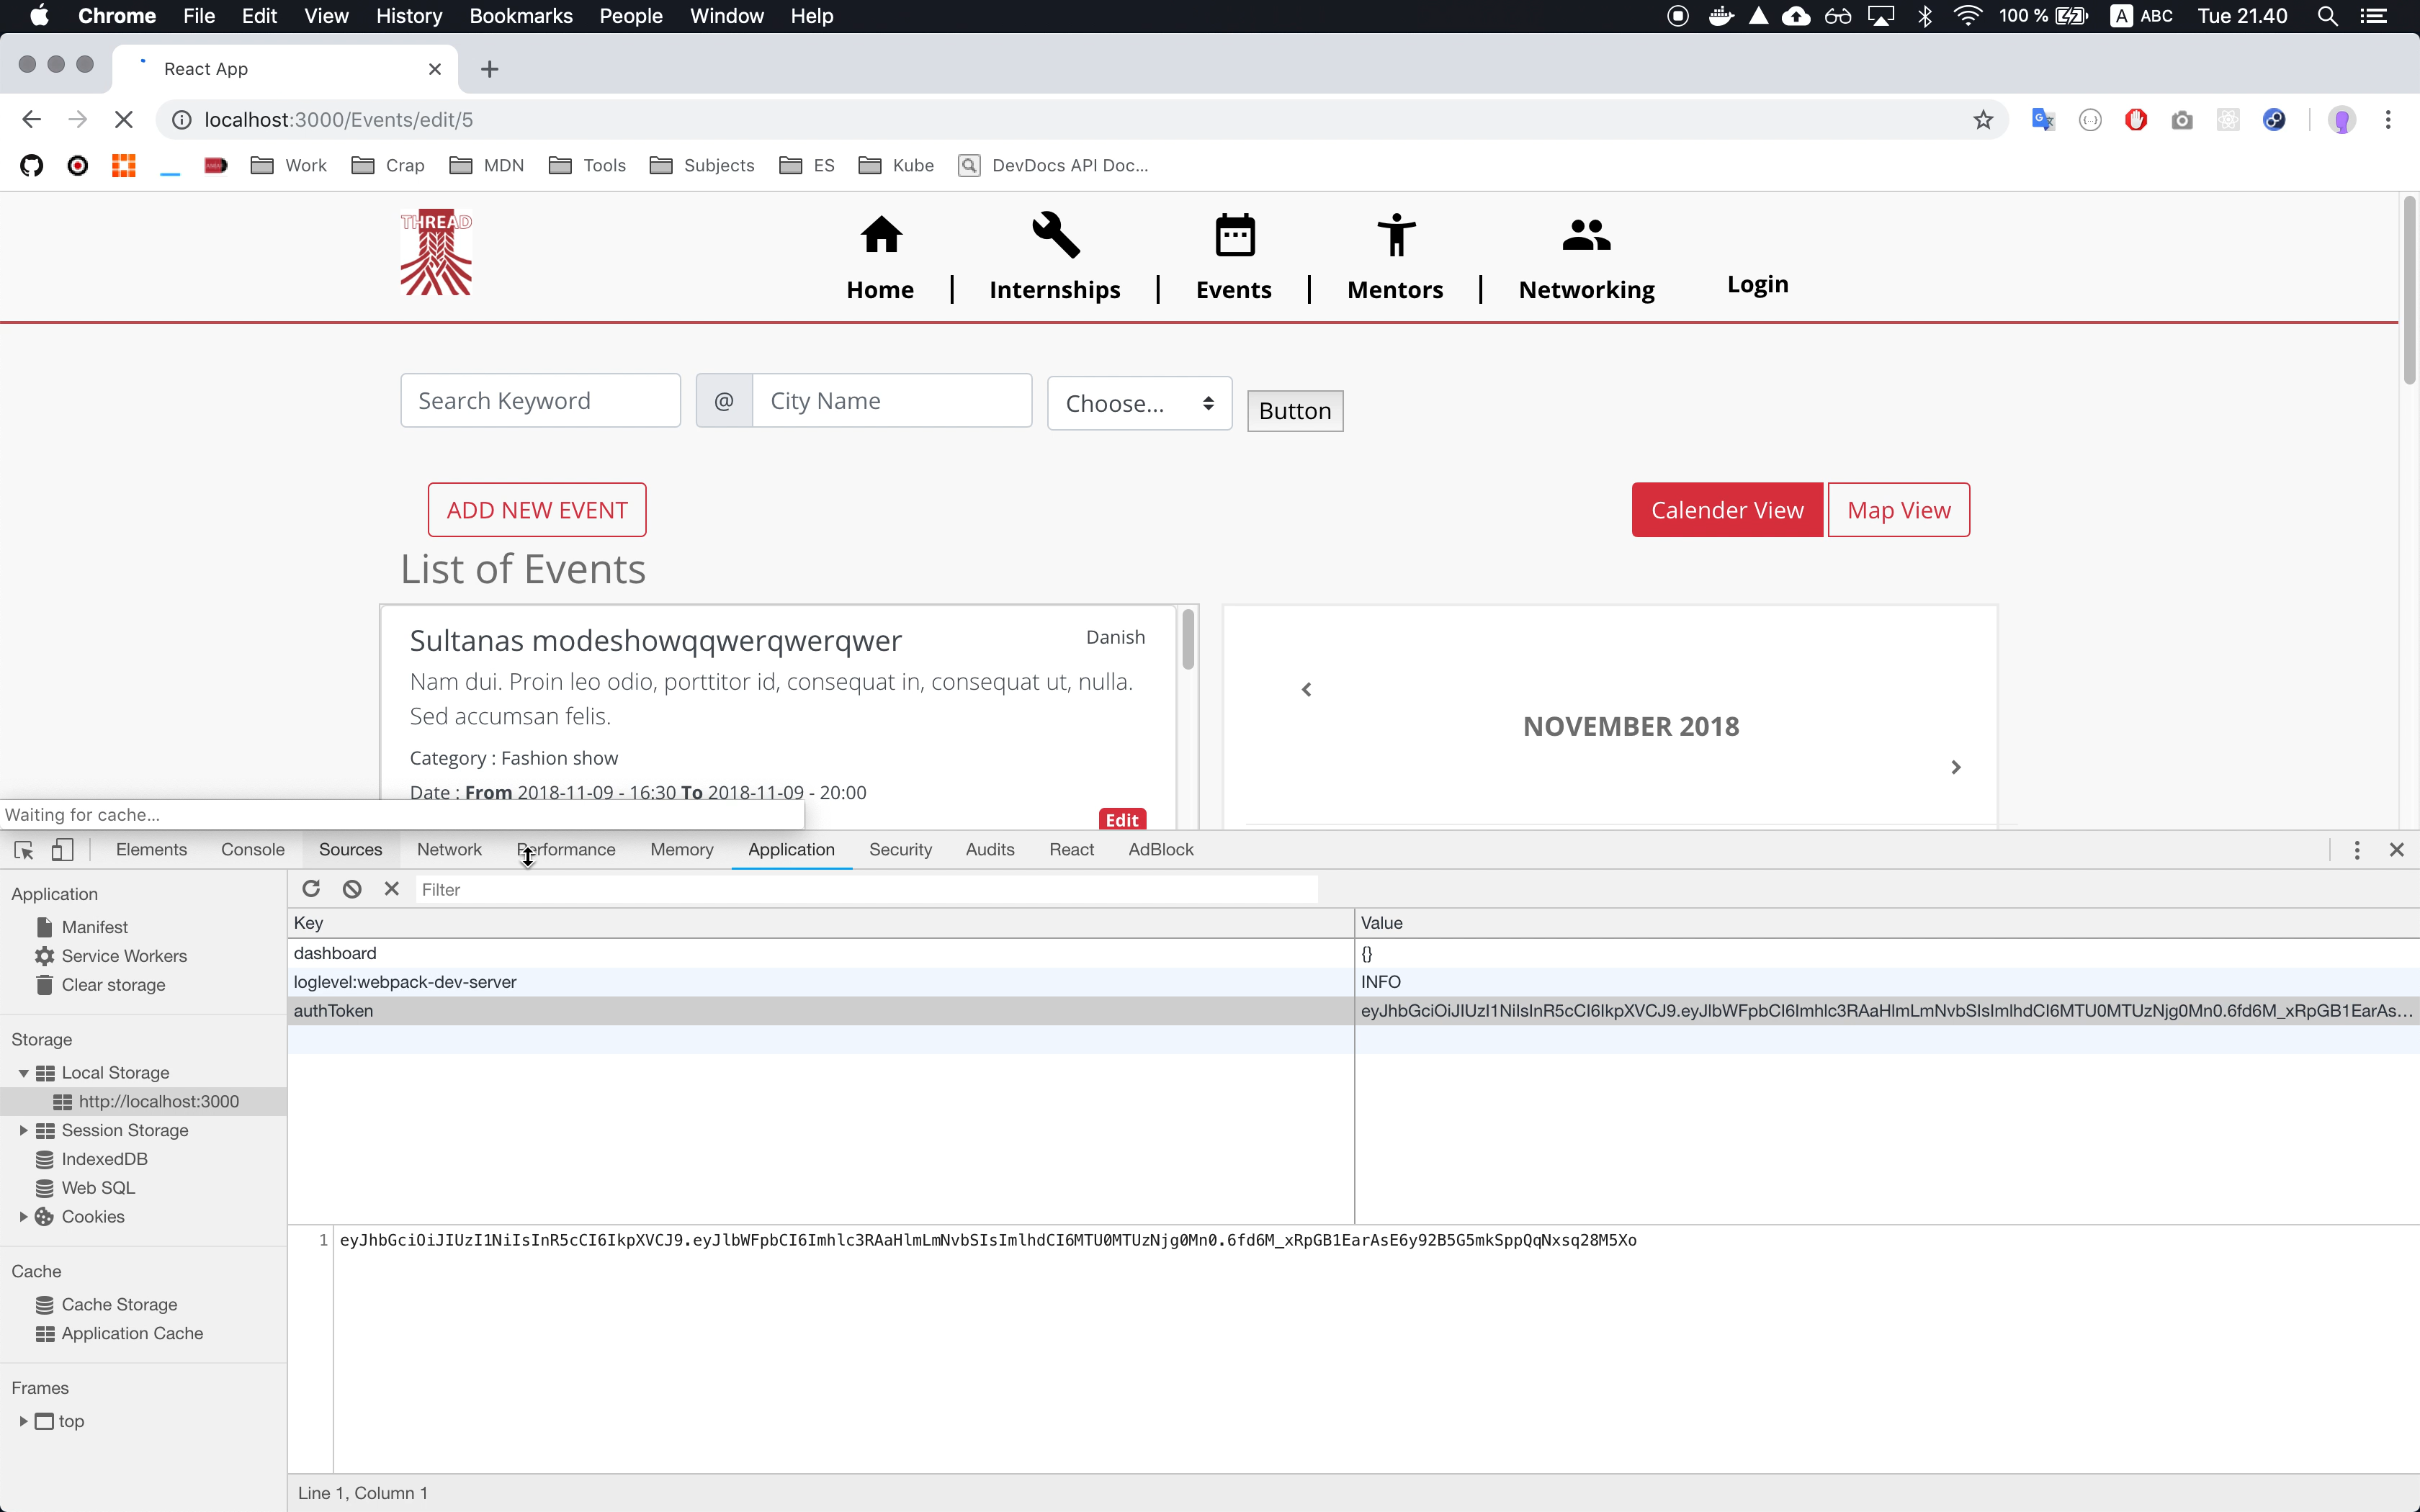 Chrome File Edit View History Bookmarks People Window Help 100 % A ABC Tue 21.40
React App
localhost:3000/Events/edit/5
Work Crap MDN Tools Subjects ES Kube DevDocs API Doc...
THREAD
Home Internships Events Mentors Networking Login
Search Keyword @ City Name Choose... Button
ADD NEW EVENT Calender View Map View
List of Events
Sultanas modeshowqqwerqwerqwer Danish
Nam dui. Proin leo odio, porttitor id, consequat in, consequat ut, nulla.
Sed accumsan felis.
Category : Fashion show
Date : From 2018-11-09 - 16:30 To 2018-11-09 - 20:00
Edit
NOVEMBER 2018
Waiting for cache...
Elements Console Sources Network Performance Memory Application Security Audits React AdBlock
Application
Manifest
Service Workers
Clear storage
Storage
Local Storage
http://localhost:3000
Session Storage
IndexedDB
Web SQL
Cookies
Cache
Cache Storage
Application Cache
Frames
top
Filter
Key Value
dashboard {}
loglevel:webpack-dev-server INFO
authToken eyJhbGciOiJIUzI1NiIsInR5cCI6IkpXVCJ9.eyJlbWFpbCI6Imhlc3RAaHlmLmNvbSIsImlhdCI6MTU0MTUzNjg0Mn0.6fd6M_xRpGB1EarAs...
1 eyJhbGciOiJIUzI1NiIsInR5cCI6IkpXVCJ9.eyJlbWFpbCI6Imhlc3RAaHlmLmNvbSIsImlhdCI6MTU0MTUzNjg0Mn0.6fd6M_xRpGB1EarAsE6y92B5G5mkSppQqNxsq28M5Xo
Line 1, Column 1